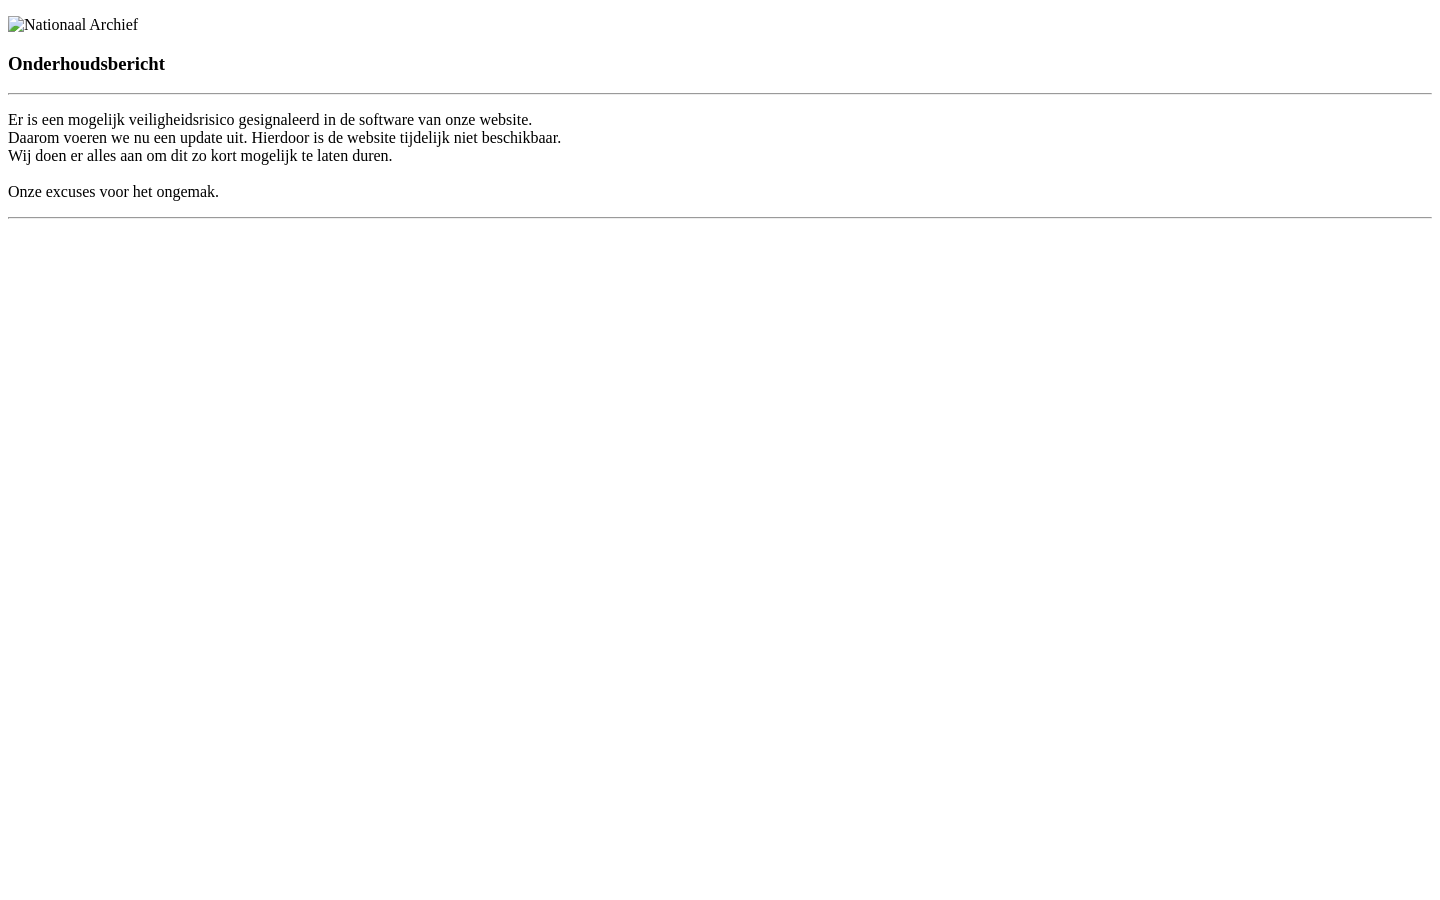 Nationaal Archief
Onderhoudsbericht
Er is een mogelijk veiligheidsrisico gesignaleerd in de software van onze website.
Daarom voeren we nu een update uit. Hierdoor is de website tijdelijk niet beschikbaar.
Wij doen er alles aan om dit zo kort mogelijk te laten duren.
Onze excuses voor het ongemak.